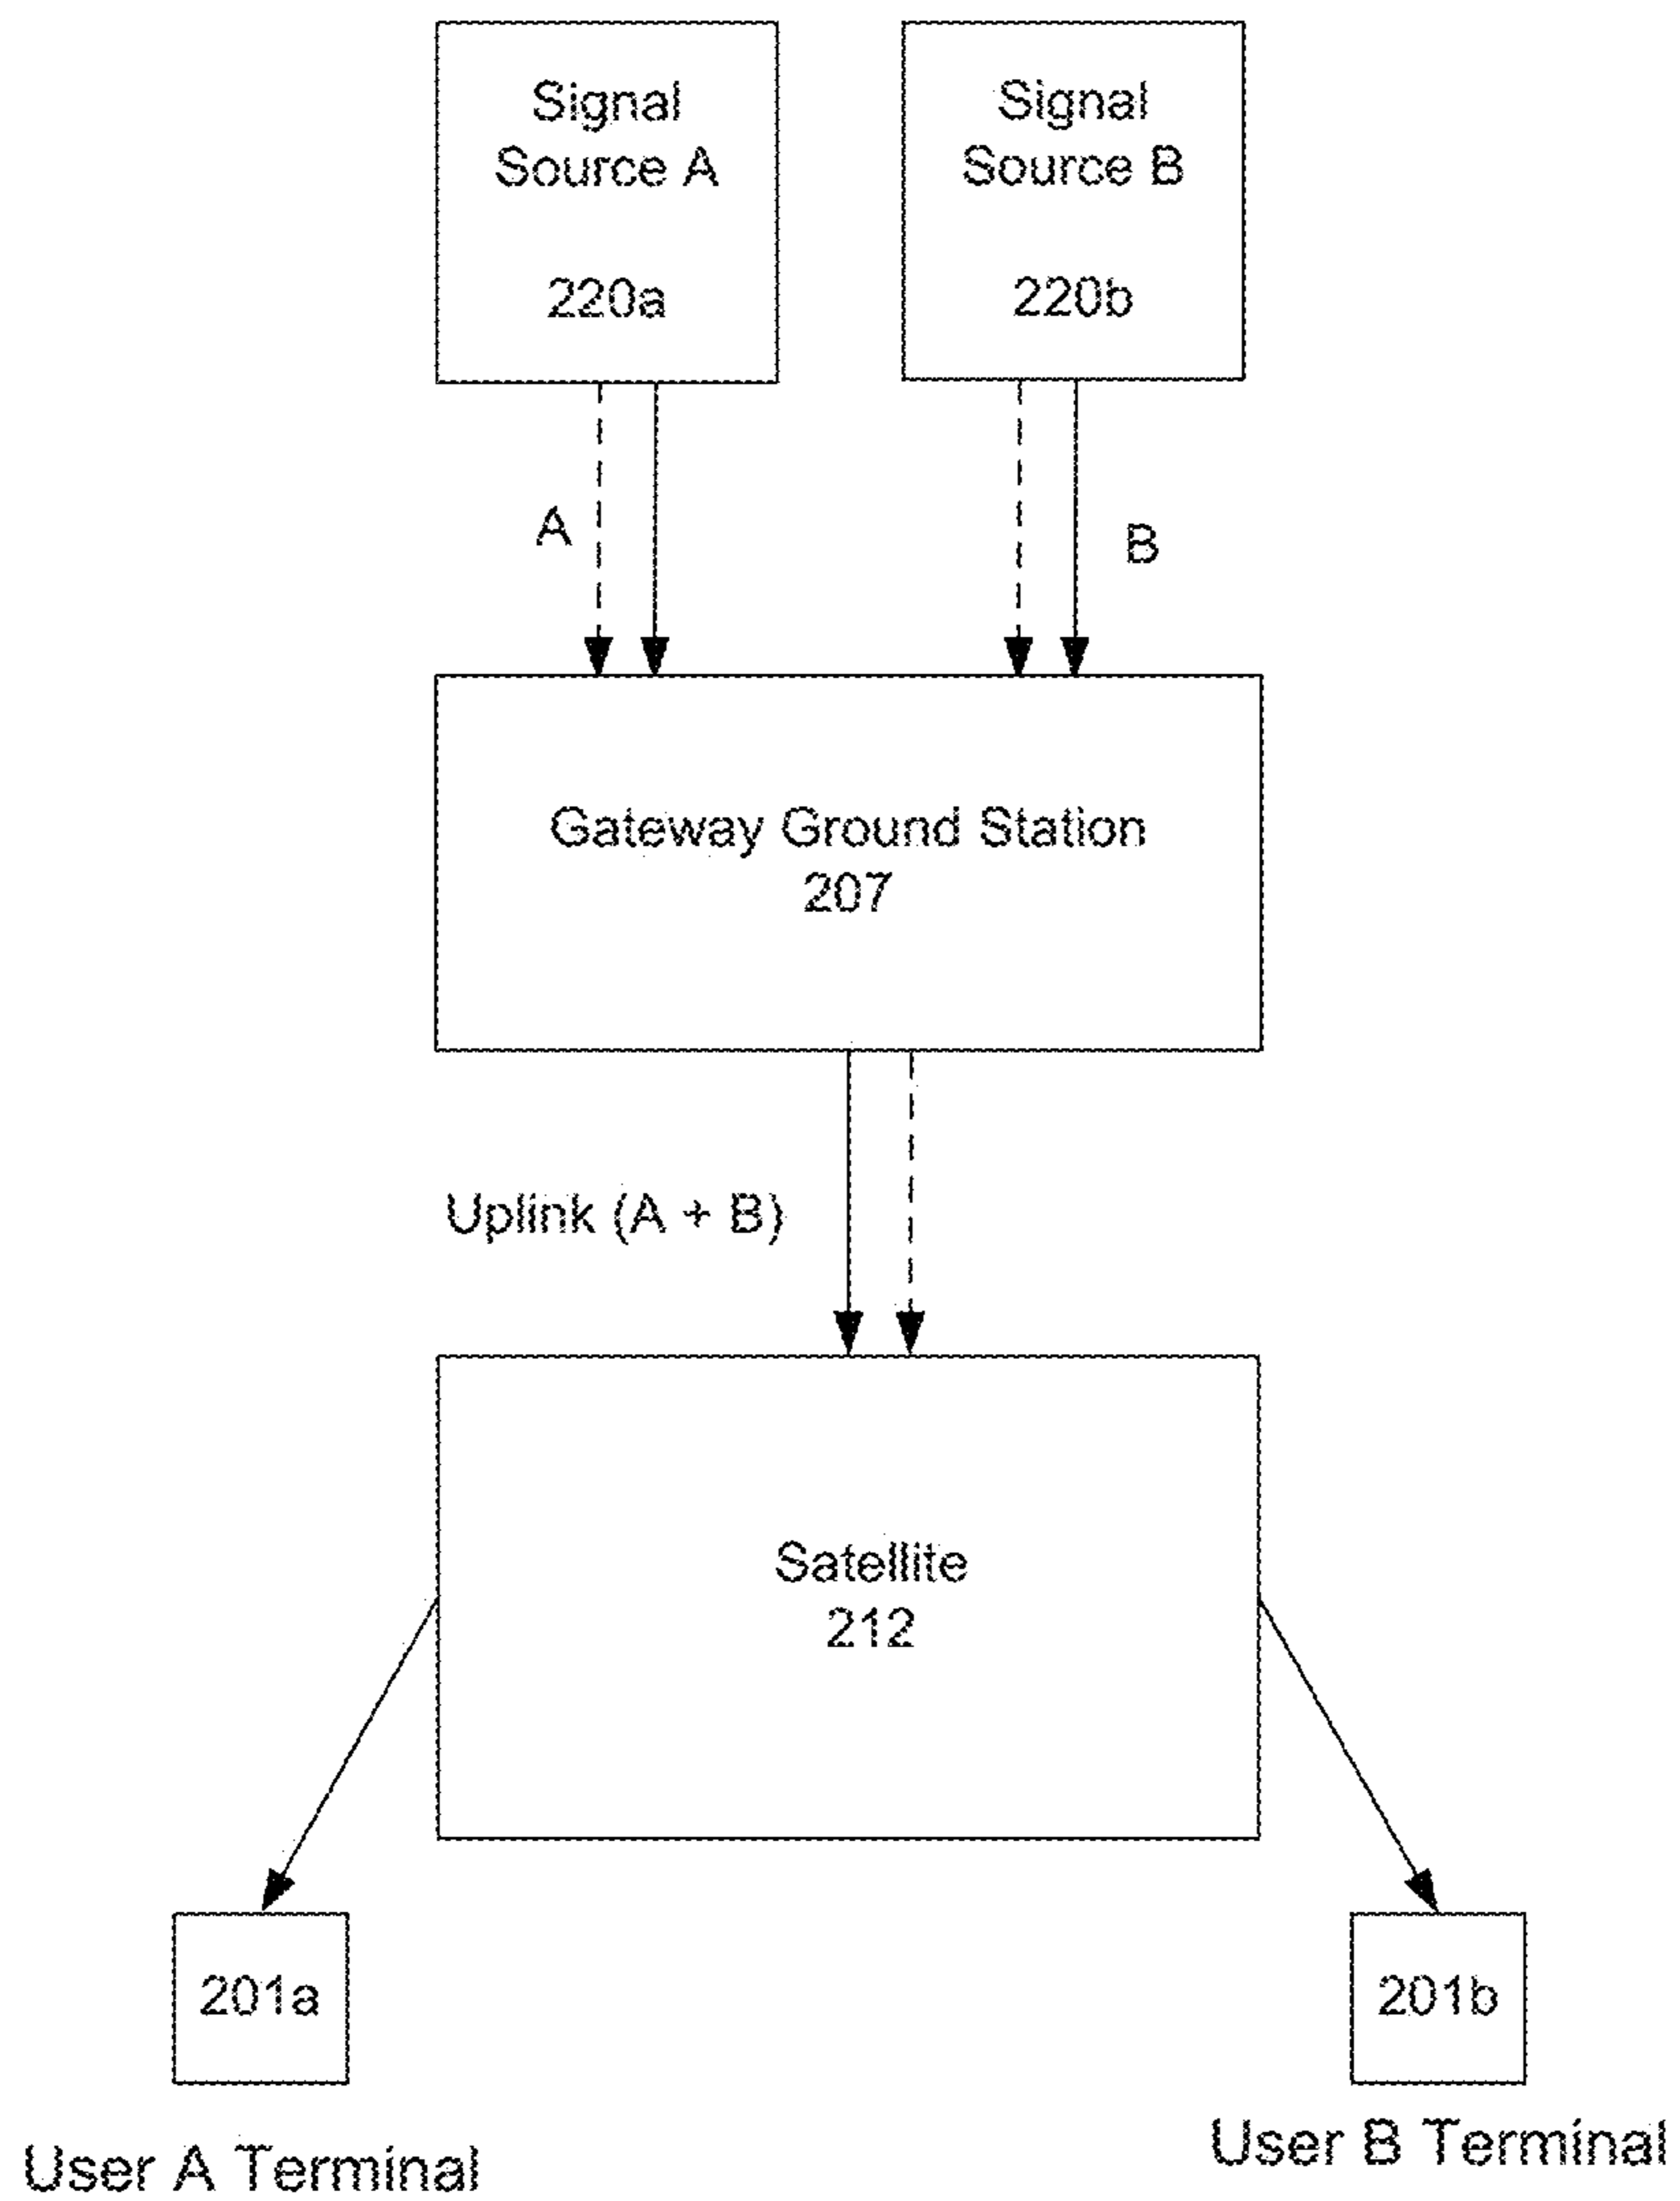 Signal
Source A
220a
Signal
Source B
220b
A
B
Gateway Ground Station
207
Uplink (A + B)
Satellite
212
201a
201b
User A Terminal
User B Terminal